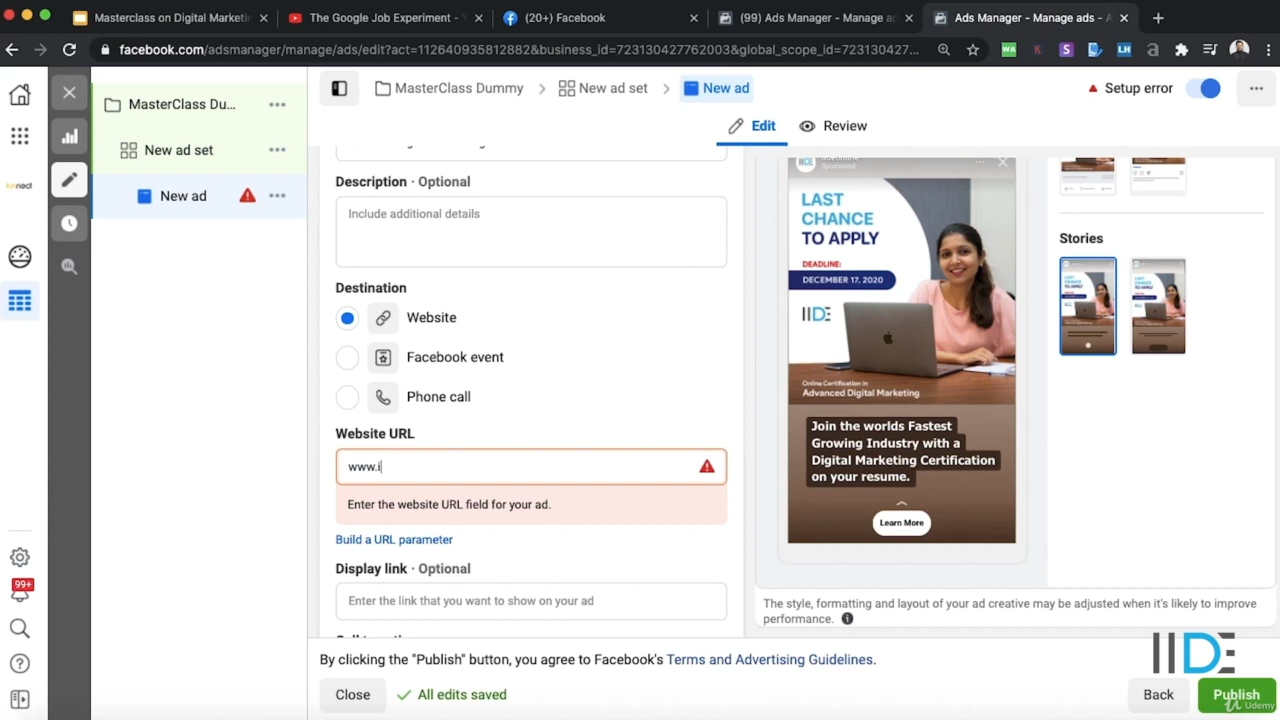 Masterclass on Digital Marketin
The Google Job Experiment - Y
(20+) Facebook
(99) Ads Manager - Manage ad
Ads Manager - Manage ads - A
facebook.com/adsmanager/manage/ads/edit?act=112640935812882&business_id=723130427762003&global_scope_id=723130427...
WA
K
S
LH
a
MasterClass Du...
New ad set
New ad
MasterClass Dummy
New ad set
New ad
Setup error
Edit
Review
Description · Optional
Include additional details
Destination
Website
Facebook event
Phone call
Website URL
www.i
Enter the website URL field for your ad.
Build a URL parameter
Display link · Optional
Enter the link that you want to show on your ad
Sponsored
LAST
CHANCE
TO APPLY
DEADLINE:
DECEMBER 17, 2020
IIDE
Online Certification in
Advanced Digital Marketing
Join the worlds Fastest
Growing Industry with a
Digital Marketing Certification
on your resume.
Learn More
Stories
The style, formatting and layout of your ad creative may be adjusted when it's likely to improve
performance.
99+
By clicking the "Publish" button, you agree to Facebook's Terms and Advertising Guidelines.
Close
All edits saved
Back
Publish
IIDE
Udemy